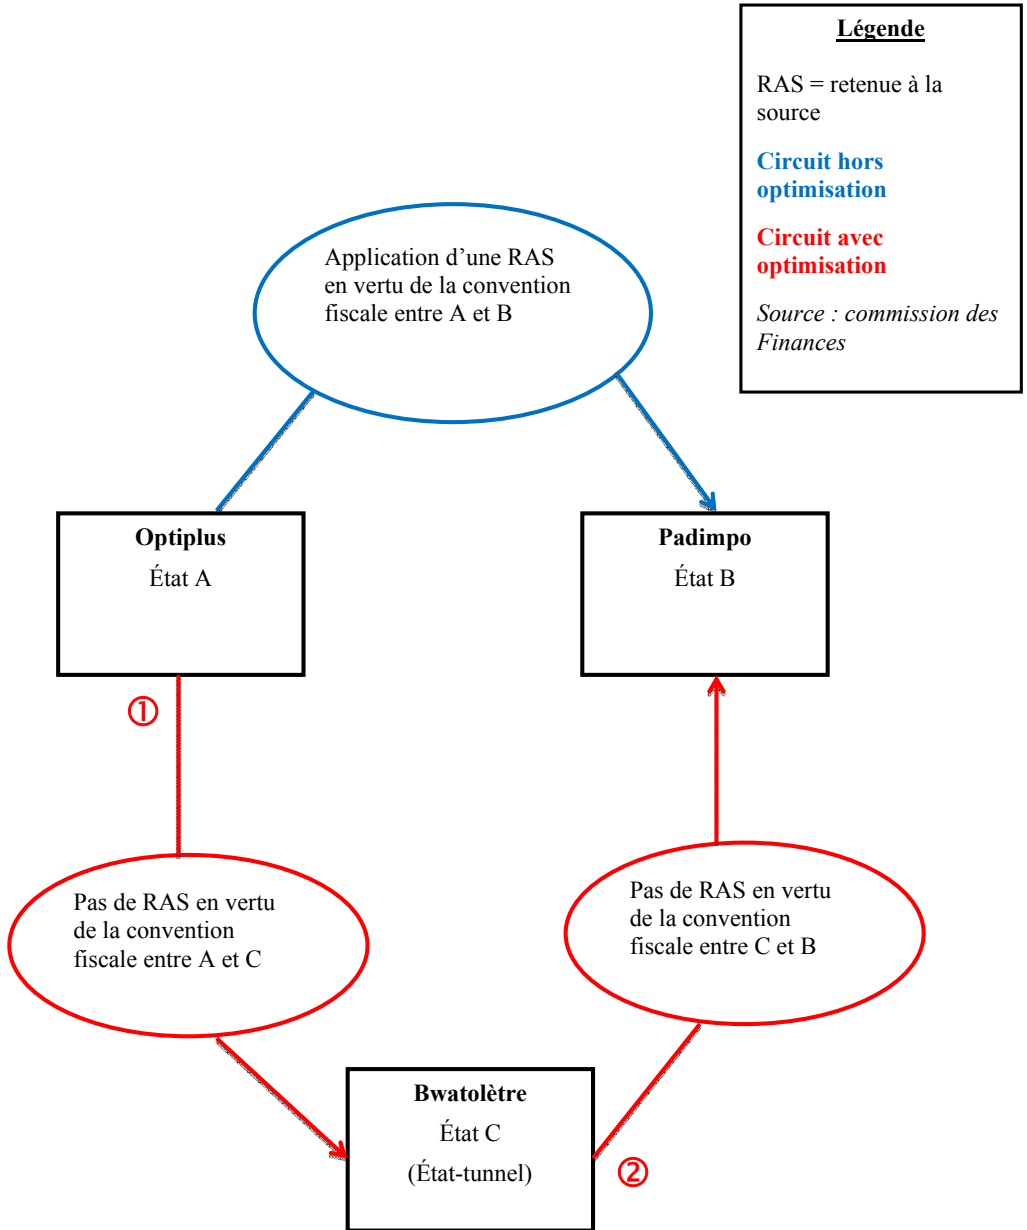 Légende
RAS = retenue à la
source
Circuit hors
optimisation
Circuit avec
optimisation
Source : commission des
Finances
Application d’une RAS
en vertu de la convention
fiscale entre A et B
Optiplus
État A
Padimpo
État B
①
Pas de RAS en vertu
de la convention
fiscale entre A et C
Pas de RAS en vertu
de la convention
fiscale entre C et B
Bwatolètre
État C
(État-tunnel)
②